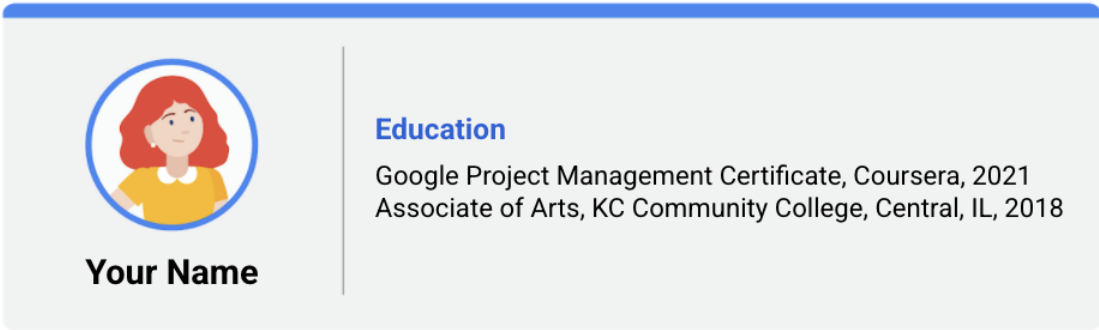 Your Name
Education
Google Project Management Certificate, Coursera, 2021
Associate of Arts, KC Community College, Central, IL, 2018